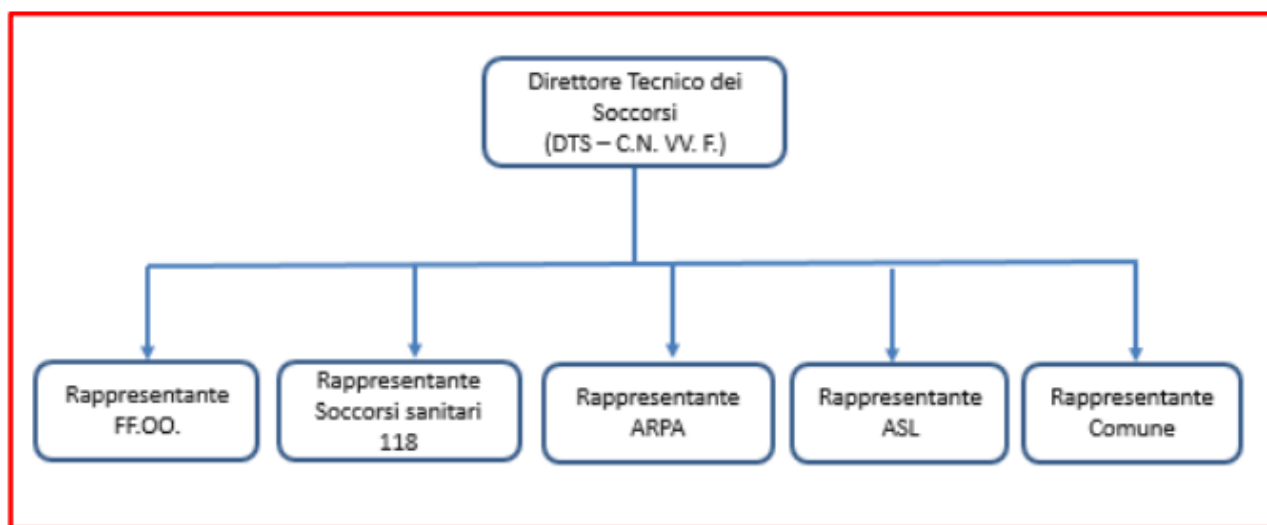 Direttore Tecnico dei
Soccorsi
(DTS – C.N. VV. F.)
Rappresentante
FF.OO.
Rappresentante
Soccorsi sanitari
118
Rappresentante
ARPA
Rappresentante
ASL
Rappresentante
Comune